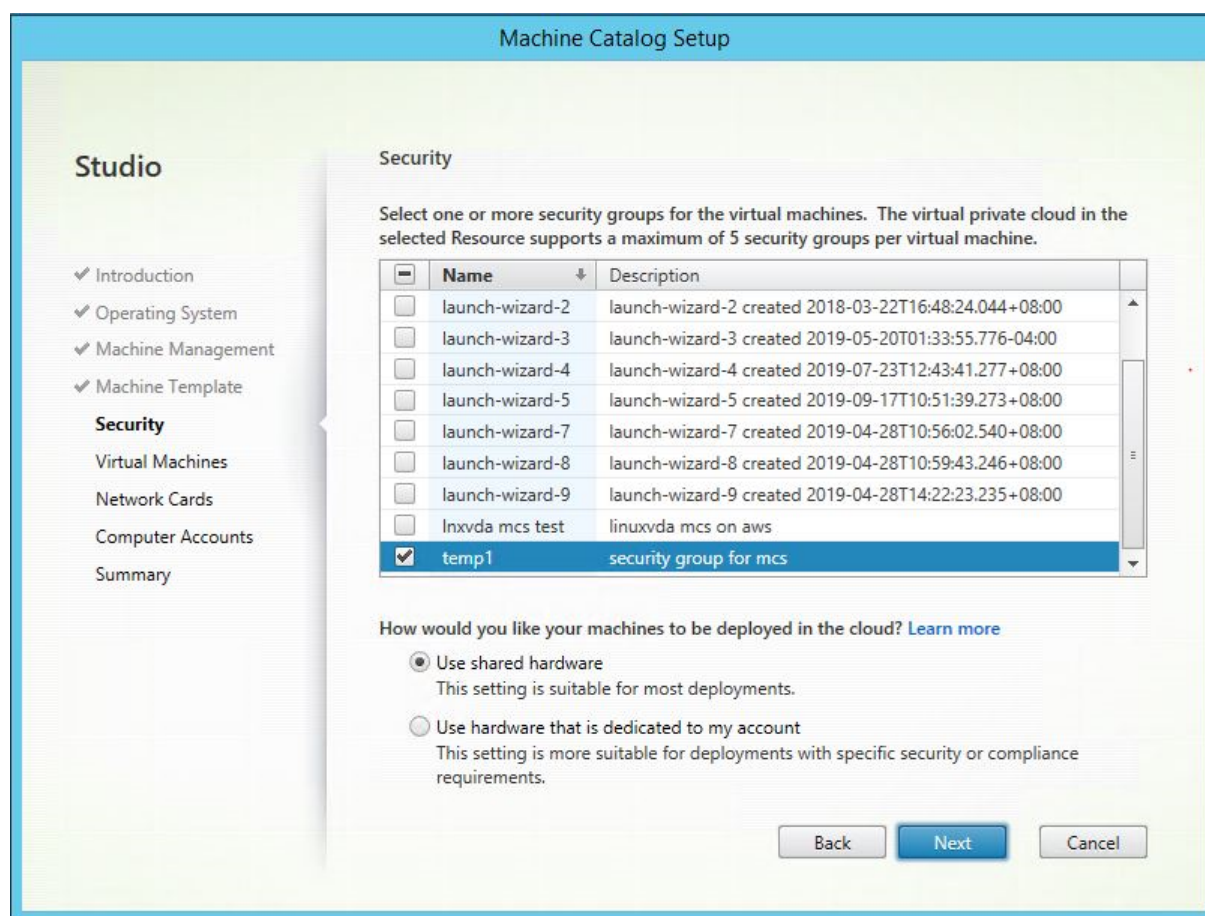 Machine Catalog Setup
Studio
Introduction
Operating System
Machine Management
Machine Template
Security
Virtual Machines
Network Cards
Computer Accounts
Summary
Security
Select one or more security groups for the virtual machines. The virtual private cloud in the
selected Resource supports a maximum of 5 security groups per virtual machine.
Name Description
launch-wizard-2 launch-wizard-2 created 2018-03-22T16:48:24.044+08:00
launch-wizard-3 launch-wizard-3 created 2019-05-20T01:33:55.776-04:00
launch-wizard-4 launch-wizard-4 created 2019-07-23T12:43:41.277+08:00
launch-wizard-5 launch-wizard-5 created 2019-09-17T10:51:39.273+08:00
launch-wizard-7 launch-wizard-7 created 2019-04-28T10:56:02.540+08:00
launch-wizard-8 launch-wizard-8 created 2019-04-28T10:59:43.246+08:00
launch-wizard-9 launch-wizard-9 created 2019-04-28T14:22:23.235+08:00
lnxvda mcs test linuxvda mcs on aws
temp1 security group for mcs
How would you like your machines to be deployed in the cloud? Learn more
Use shared hardware
This setting is suitable for most deployments.
Use hardware that is dedicated to my account
This setting is more suitable for deployments with specific security or compliance
requirements.
Back Next Cancel